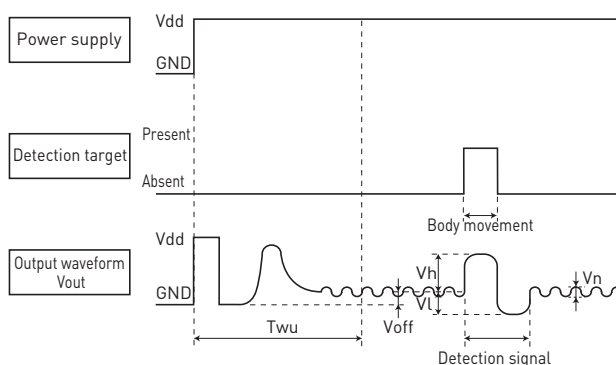 Power supply
Vdd
GND
Detection target
Present
Absent
Body movement
Output waveform
Vout
Vdd
GND
Vh
Vl
Vn
Twu
Voff
Detection signal